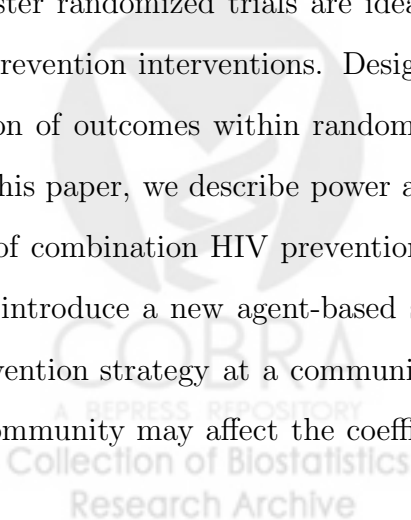 ster randomized trials are idea
revention interventions. Desig
on of outcomes within random
his paper, we describe power a
of combination HIV prevention
introduce a new agent-based s
vention strategy at a communi
COBRA
A BEPRESS REPOSITORY
ommunity may affect the coeffi
Collection of Biostatistics
Research Archive